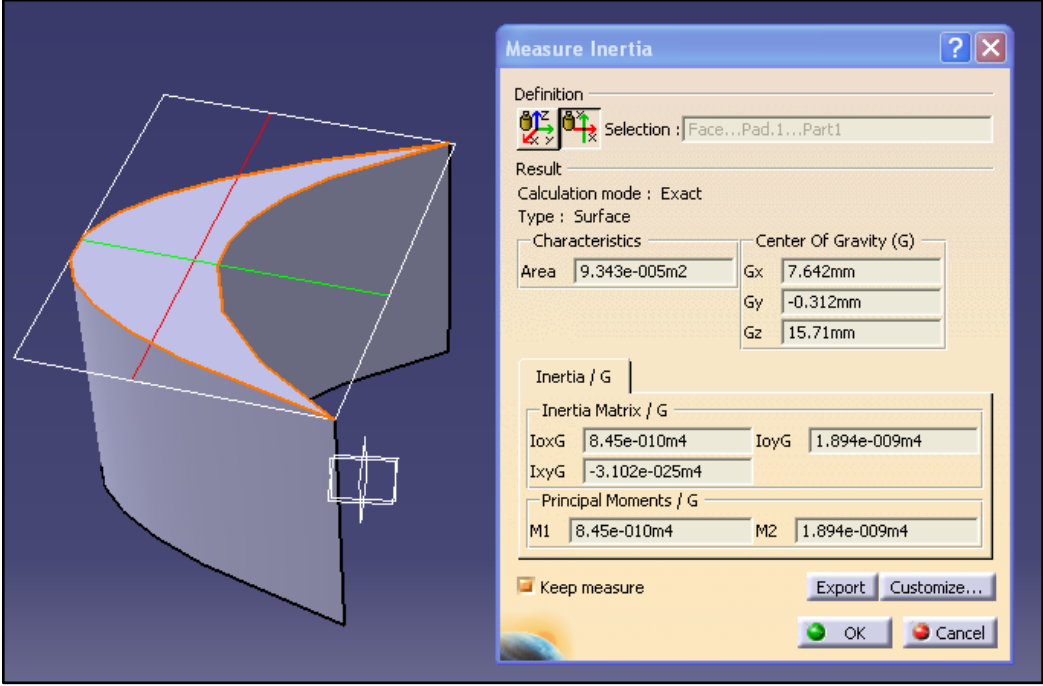 Measure Inertia
Definition
Selection : Face...Pad.1...Part1
Result
Calculation mode : Exact
Type : Surface
Characteristics
Area 9.343e-005m2
Center Of Gravity (G)
Gx 7.642mm
Gy -0.312mm
Gz 15.71mm
Inertia / G
Inertia Matrix / G
IoxG 8.45e-010m4 IoyG 1.894e-009m4
IxyG -3.102e-025m4
Principal Moments / G
M1 8.45e-010m4 M2 1.894e-009m4
Keep measure Export Customize...
OK Cancel